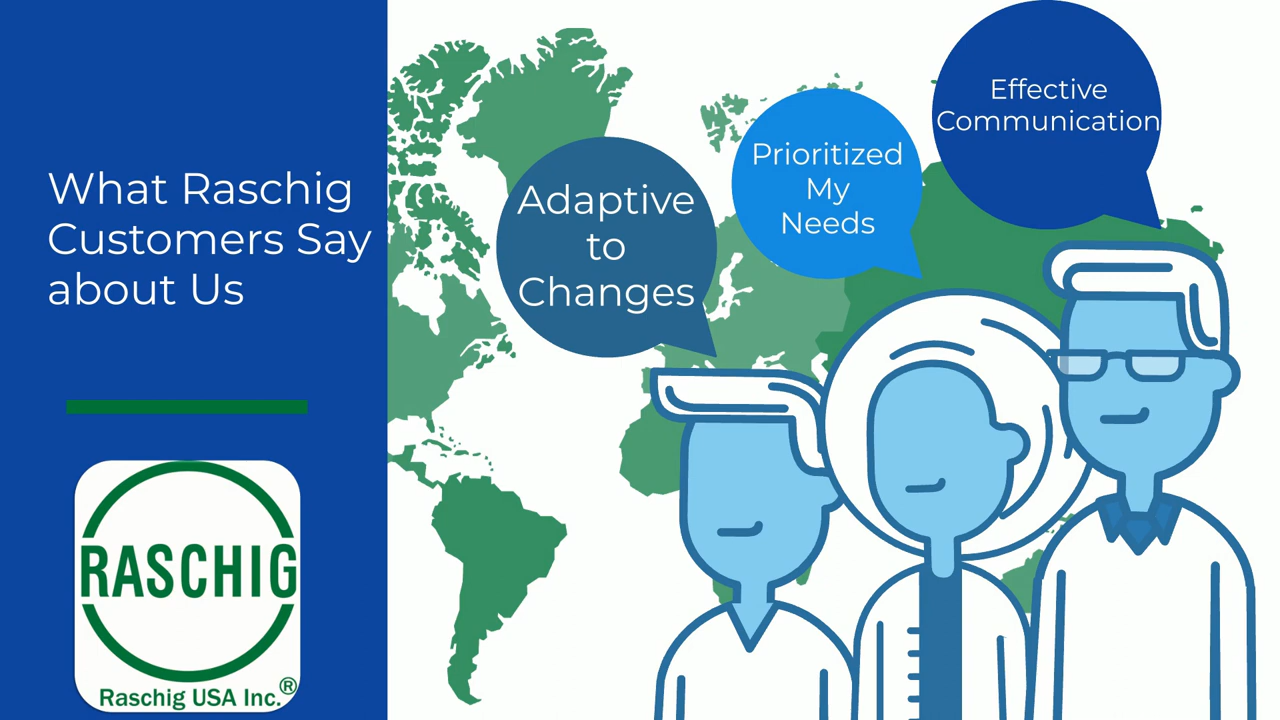 What Raschig
Customers Say
about Us
RASCHIG
Raschig USA Inc.®
Adaptive
to
Changes
Prioritized
My
Needs
Effective
Communication